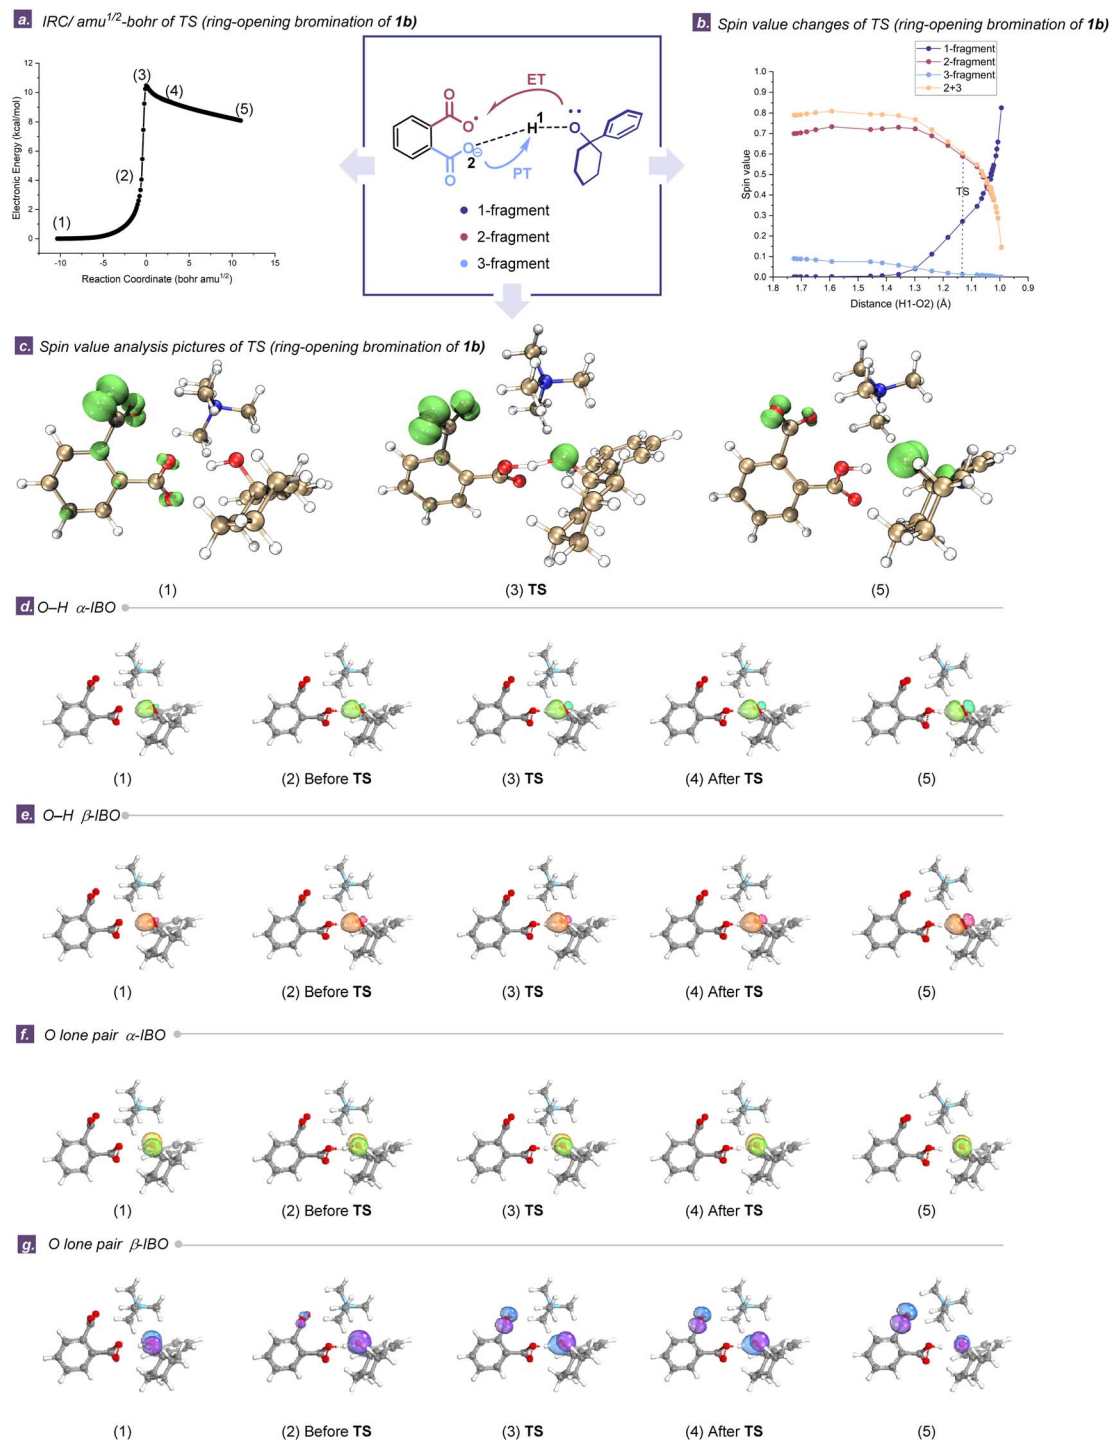 a. IRC/ amu1/2-bohr of TS (ring-opening bromination of 1b)
12
10
8
6
4
2
0
-10
-5
0
5
10
15
Electronic Energy (kcal/mol)
Reaction Coordinate (bohr amu1/2)
(1)
(2)
(3)
(4)
(5)
ET
O
O
H
1
O
O
⊖
2
O
PT
1-fragment
2-fragment
3-fragment
b. Spin value changes of TS (ring-opening bromination of 1b)
1-fragment
2-fragment
3-fragment
2+3
1.0
0.9
0.8
0.7
0.6
0.5
0.4
0.3
0.2
0.1
0.0
1.8 1.7 1.6 1.5 1.4 1.3 1.2 1.1 1.0 0.9
Spin value
TS
Distance (H1-O2) (Å)
c. Spin value analysis pictures of TS (ring-opening bromination of 1b)
(1)
(3) TS
(5)
d. O–H α-IBO
(1)
(2) Before TS
(3) TS
(4) After TS
(5)
e. O–H β-IBO
(1)
(2) Before TS
(3) TS
(4) After TS
(5)
f. O lone pair α-IBO
(1)
(2) Before TS
(3) TS
(4) After TS
(5)
g. O lone pair β-IBO
(1)
(2) Before TS
(3) TS
(4) After TS
(5)